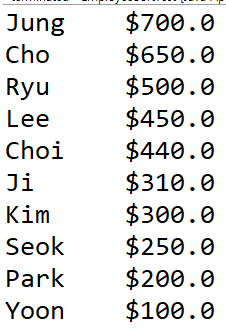 Jung $700.0
Cho $650.0
Ryu $500.0
Lee $450.0
Choi $440.0
Ji $310.0
Kim $300.0
Seok $250.0
Park $200.0
Yoon $100.0